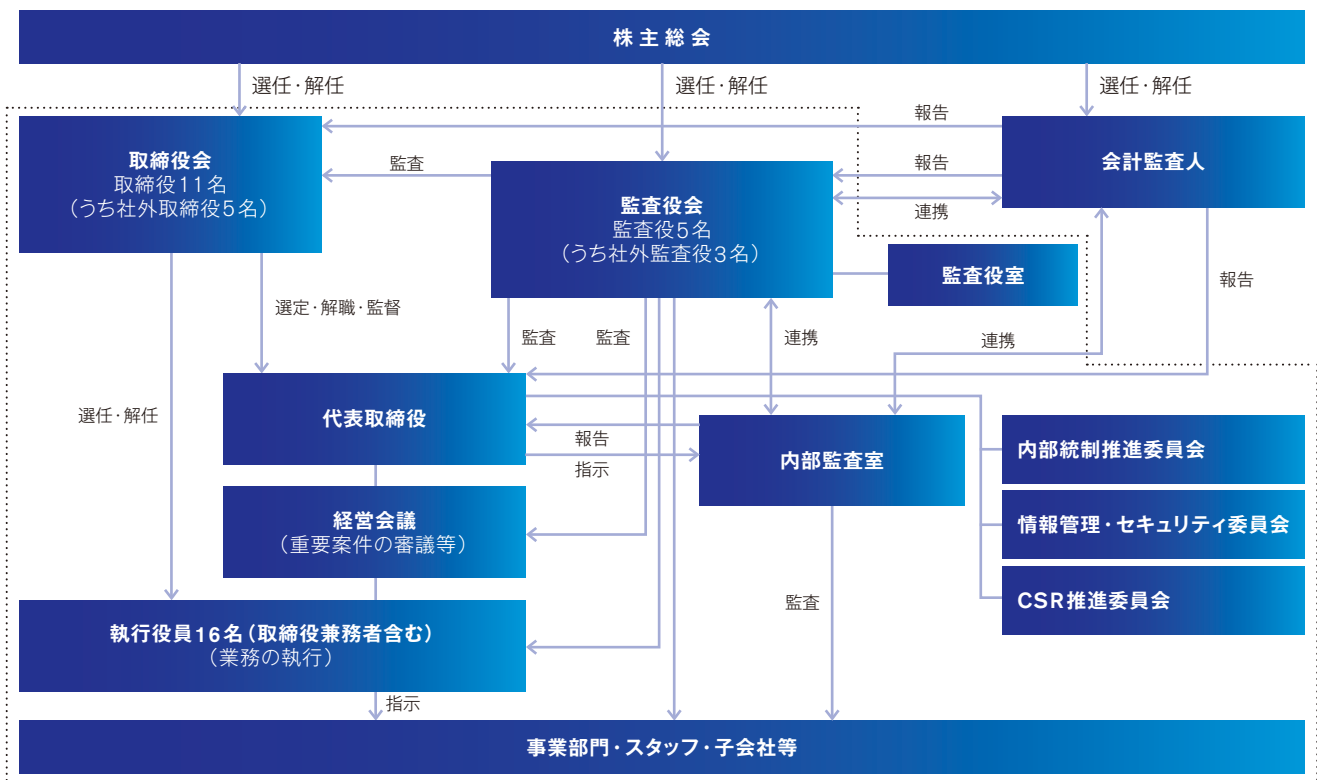 株主総会
選任・解任
選任・解任
選任・解任
報告
取締役会
取締役11名
(うち社外取締役5名)
監査
監査役会
監査役5名
(うち社外監査役3名)
報告
連携
会計監査人
監査役室
報告
選定・解職・監督
監査
監査
連携
連携
選任・解任
代表取締役
報告
指示
内部監査室
内部統制推進委員会
経営会議
(重要案件の審議等)
情報管理・セキュリティ委員会
監査
CSR推進委員会
執行役員16名(取締役兼務者含む)
(業務の執行)
指示
事業部門・スタッフ・子会社等